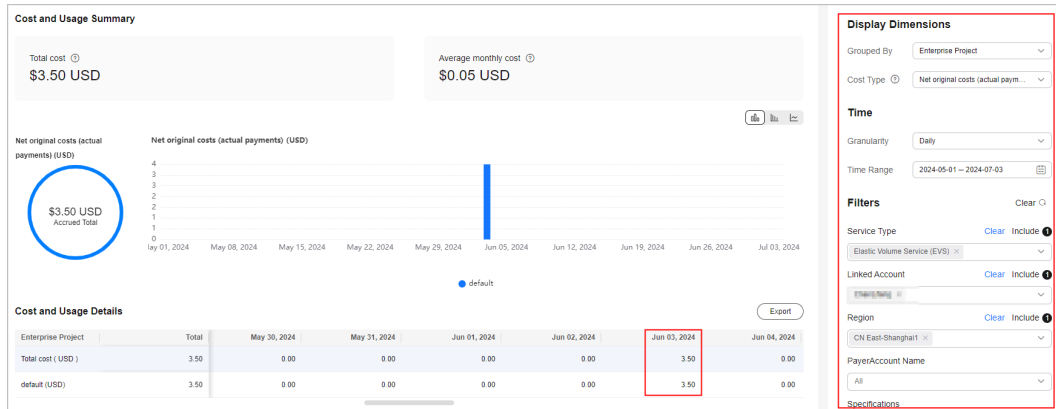 Cost and Usage Summary
Total cost
$3.50 USD
Average monthly cost
$0.05 USD
Net original costs (actual
payments) (USD)
$3.50 USD
Accrued Total
Net original costs (actual payments) (USD)
4
3
3
2
2
1
1
0
lay 01, 2024 May 08, 2024 May 15, 2024 May 22, 2024 May 29, 2024 Jun 05, 2024 Jun 12, 2024 Jun 19, 2024 Jun 26, 2024 Jul 03, 2024
default
Cost and Usage Details
Export
Enterprise Project Total May 30, 2024 May 31, 2024 Jun 01, 2024 Jun 02, 2024 Jun 03, 2024 Jun 04, 2024
Total cost ( USD ) 3.50 0.00 0.00 0.00 0.00 3.50 0.00
default (USD) 3.50 0.00 0.00 0.00 0.00 3.50 0.00
Display Dimensions
Grouped By Enterprise Project
Cost Type Net original costs (actual paym...
Time
Granularity Daily
Time Range 2024-05-01 — 2024-07-03
Filters Clear
Service Type Clear Include 1
Elastic Volume Service (EVS) ×
Linked Account Clear Include 1
Region Clear Include 1
CN East-Shanghai1 ×
PayerAccount Name
All
Specifications